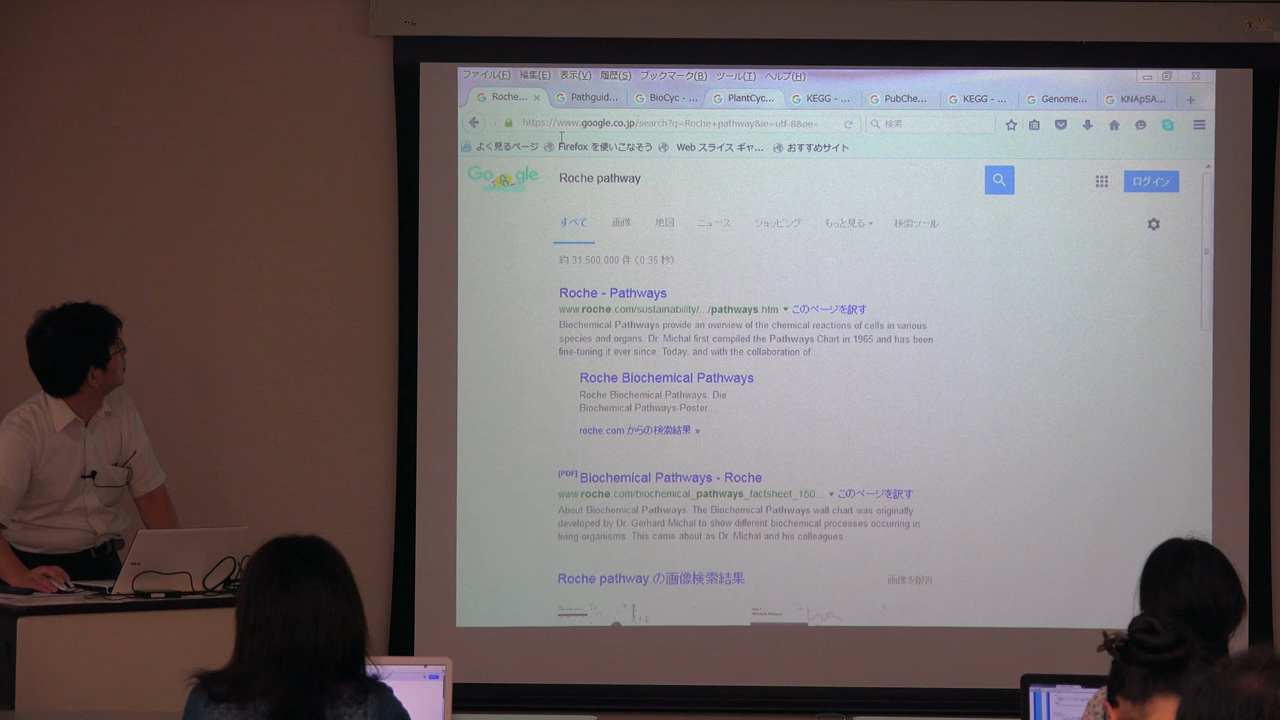 ファイル(F) 編集(E) 表示(V) 履歴(S) ブックマーク(B) ツール(T) ヘルプ(H)
Roche... Pathguid... BioCyc - ... PlantCyc... KEGG - ... PubChe... KEGG - ... Genome... KNApSA...
https://www.google.co.jp/search?q=Roche+pathway&ie=utf-8&oe=
検索
よく見るページ Firefox を使いこなそう Web スライス ギャ... おすすめサイト
Google Roche pathway ログイン
すべて 画像 地図 ニュース ショッピング もっと見る 検索ツール
約 31,500,000 件 (0.35 秒)
Roche - Pathways
www.roche.com/sustainability/.../pathways.htm このページを訳す
Biochemical Pathways provide an overview of the chemical reactions of cells in various
species and organs. Dr. Michal first compiled the Pathways Chart in 1965 and has been
fine-tuning it ever since. Today, and with the collaboration of
Roche Biochemical Pathways
Roche Biochemical Pathways. Die
Biochemical Pathways-Poster ...
roche.com からの検索結果 »
[PDF] Biochemical Pathways - Roche
www.roche.com/biochemical_pathways_factsheet_150... このページを訳す
About Biochemical Pathways. The Biochemical Pathways wall chart was originally
developed by Dr. Gerhard Michal to show different biochemical processes occurring in
living organisms. This came about as Dr. Michal and his colleagues
Roche pathway の画像検索結果 画像を報告